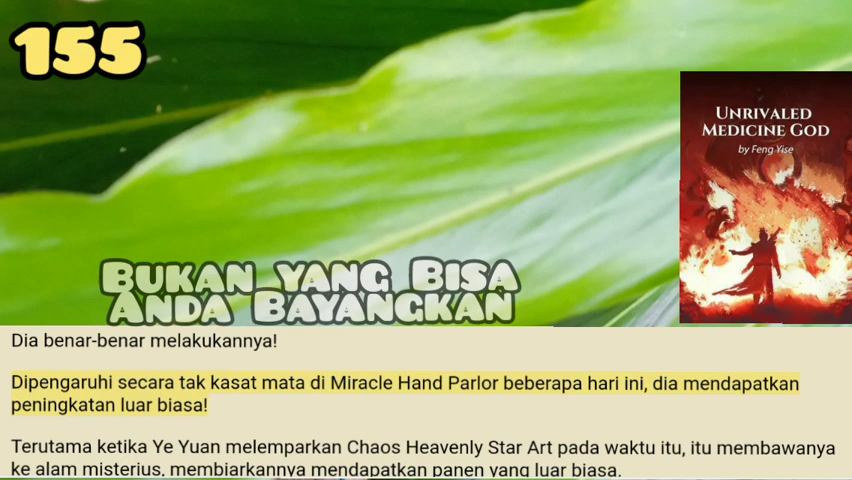 155
UNRIVALED
MEDICINE GOD
by Feng Yise
BUKAN YANG BISA
ANDA BAYANGKAN
Dia benar-benar melakukannya!
Dipengaruhi secara tak kasat mata di Miracle Hand Parlor beberapa hari ini, dia mendapatkan
peningkatan luar biasa!
Terutama ketika Ye Yuan melemparkan Chaos Heavenly Star Art pada waktu itu, itu membawanya
ke alam misterius, membiarkannya mendapatkan panen yang luar biasa.